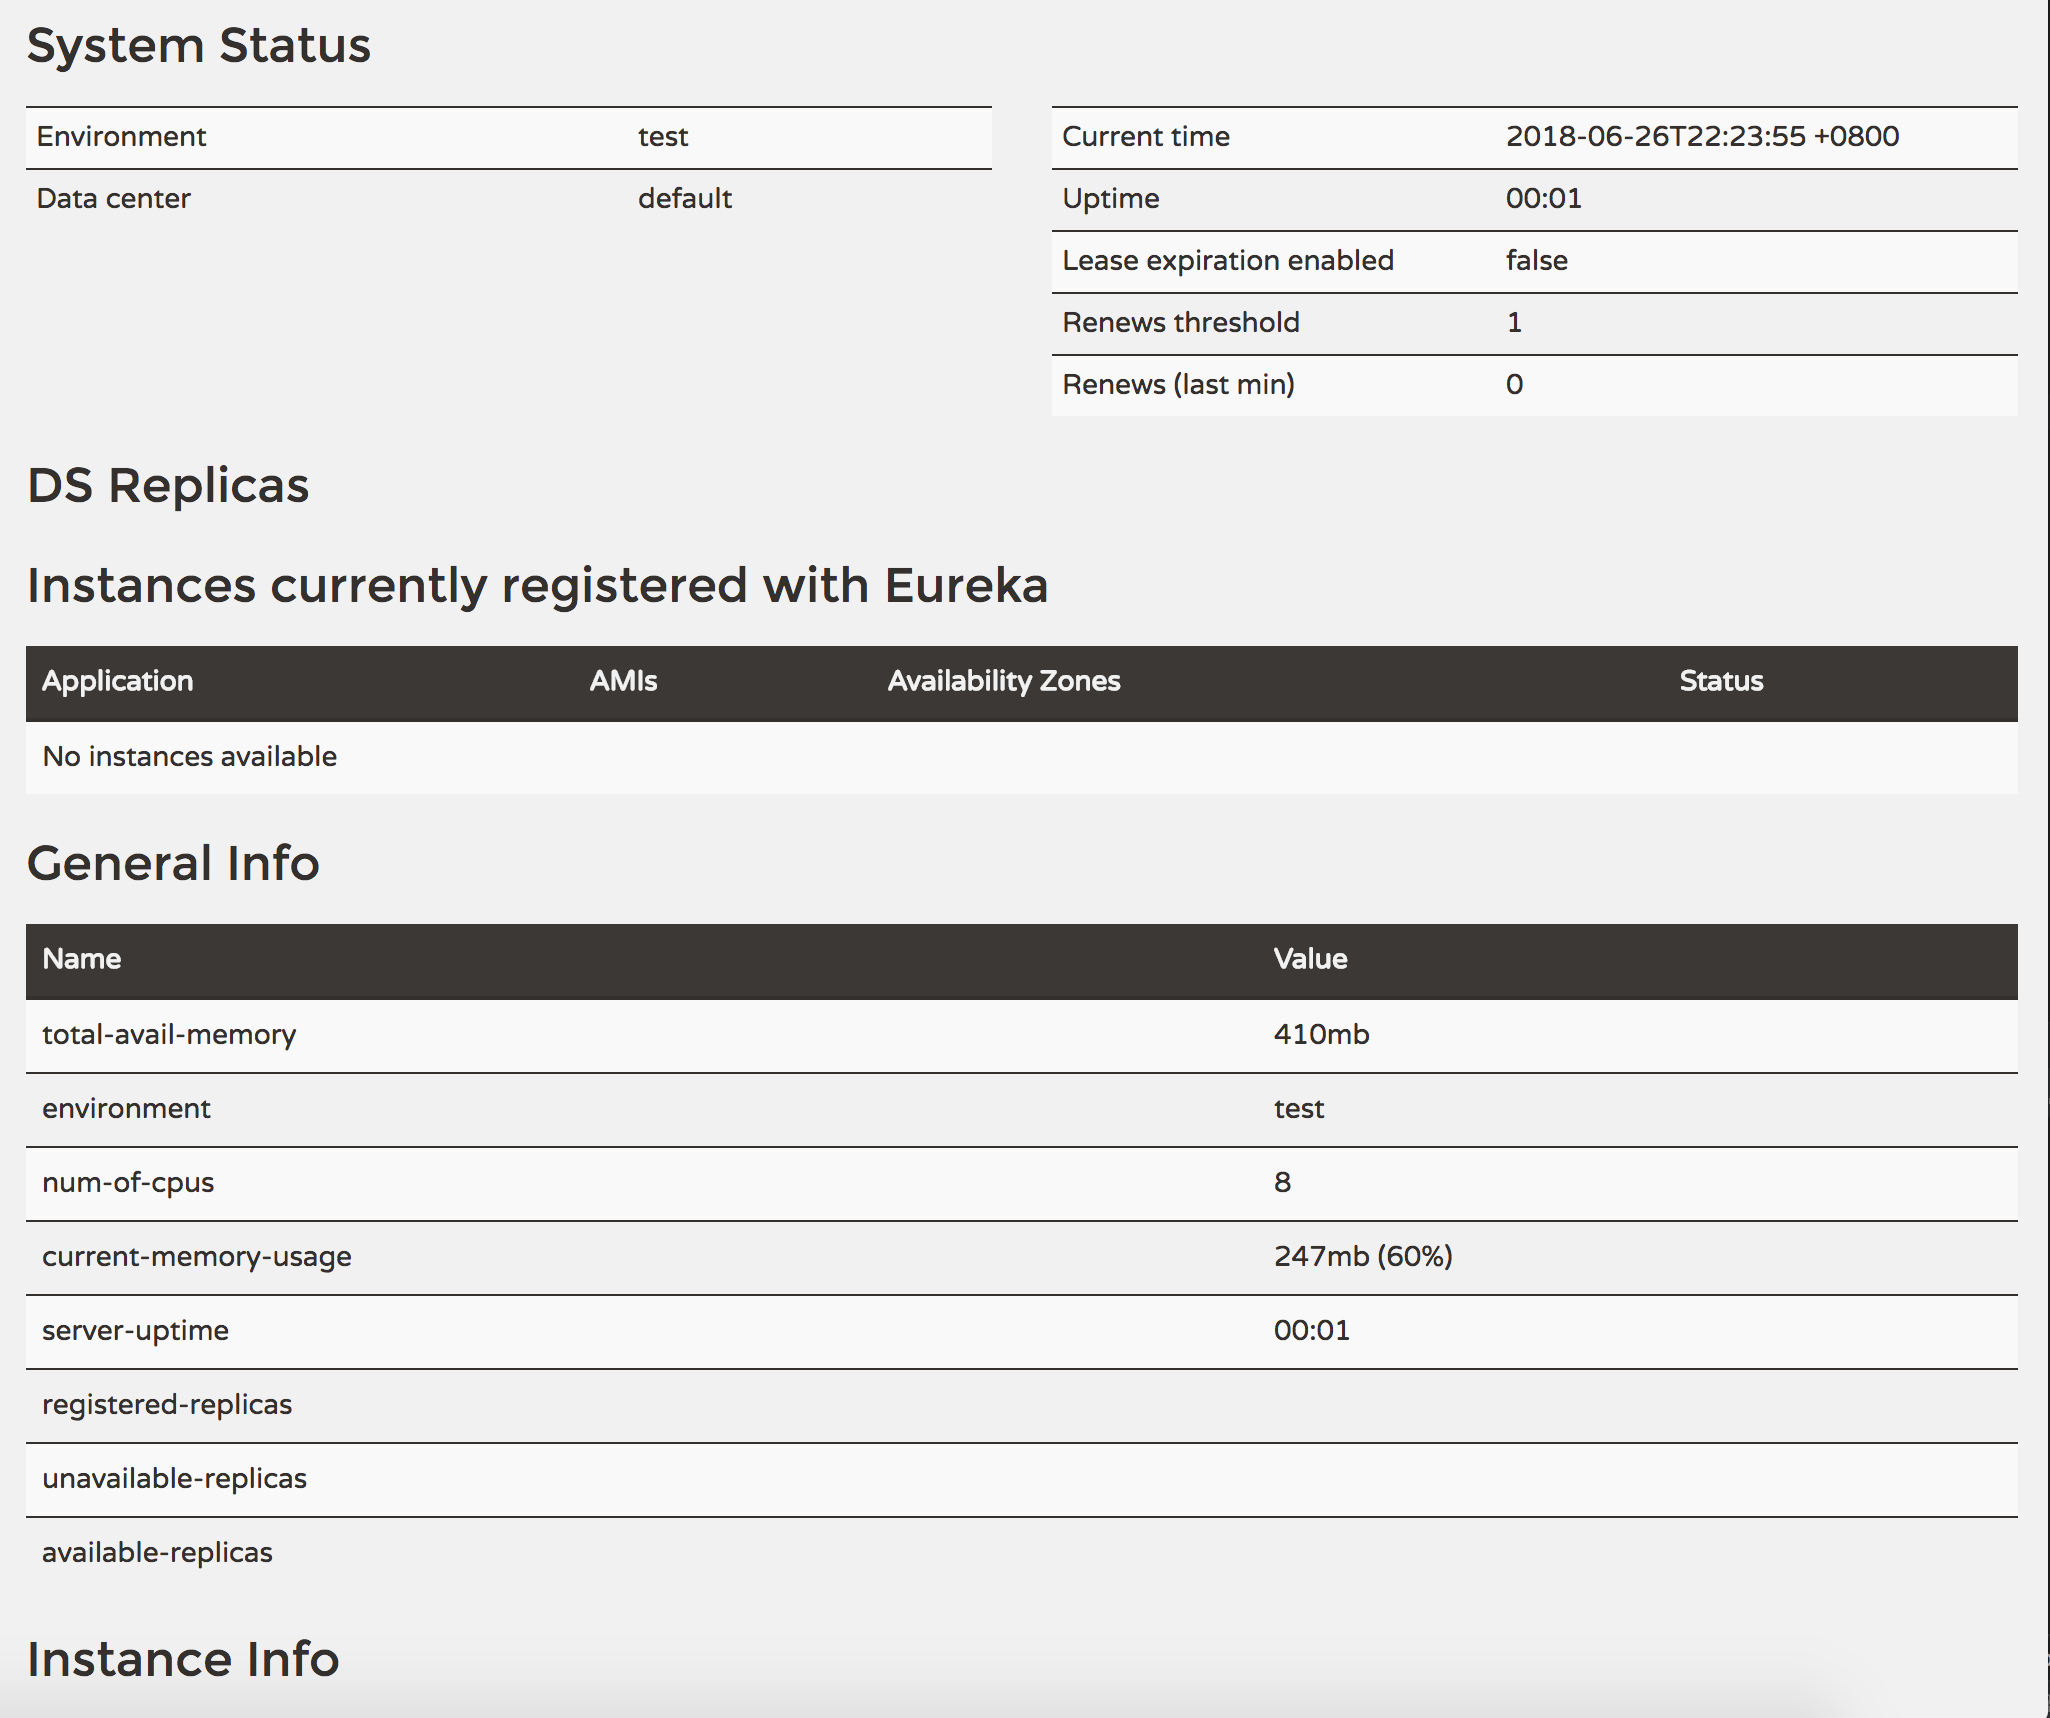 System Status
Environment test
Data center default
Current time 2018-06-26T22:23:55 +0800
Uptime 00:01
Lease expiration enabled false
Renews threshold 1
Renews (last min) 0
DS Replicas
Instances currently registered with Eureka
Application AMIs Availability Zones Status
No instances available
General Info
Name Value
total-avail-memory 410mb
environment test
num-of-cpus 8
current-memory-usage 247mb (60%)
server-uptime 00:01
registered-replicas
unavailable-replicas
available-replicas
Instance Info